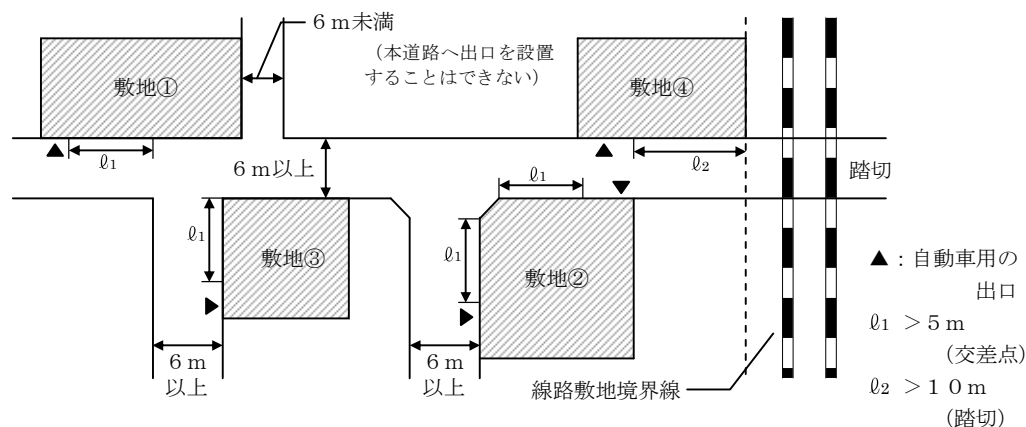 6m未満
（本道路へ出口を設置
することはできない）
敷地①
敷地④
ℓ1
6m以上
ℓ1
ℓ2
踏切
ℓ1
敷地③
ℓ1
敷地②
▲：自動車用の
出口
ℓ1 >5m
（交差点）
ℓ2 >10m
（踏切）
6m
以上
6m
以上
線路敷地境界線